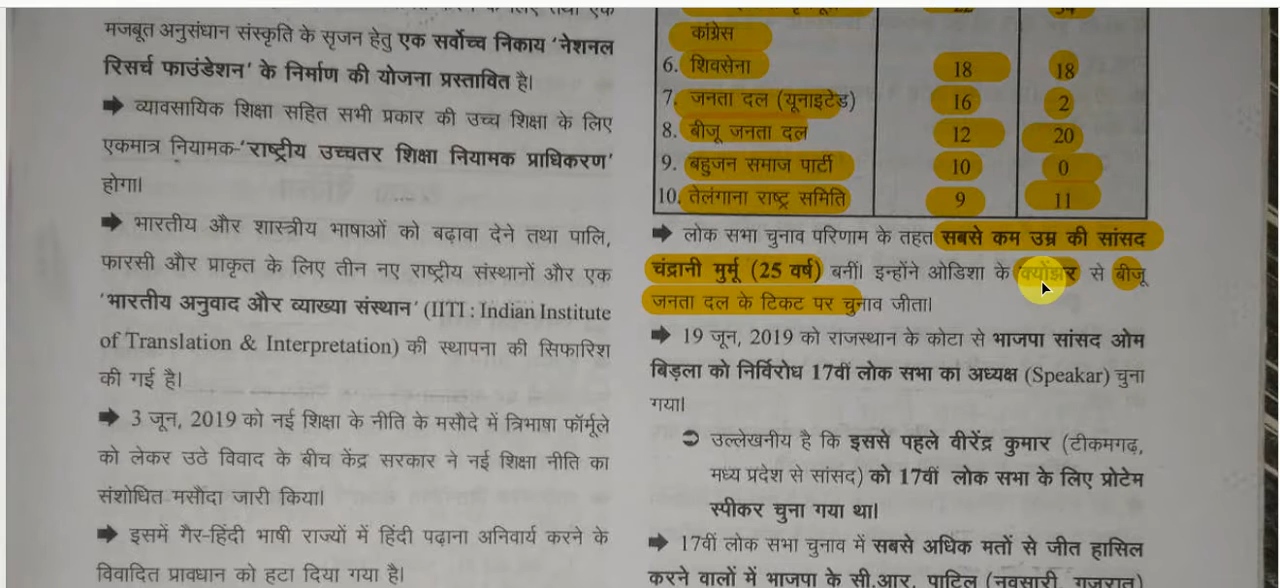 मजबूत अनुसंधान संस्कृति के सृजन हेतु एक सर्वोच्च निकाय ‘नेशनल
रिसर्च फाउंडेशन’ के निर्माण की योजना प्रस्तावित है।
➡ व्यावसायिक शिक्षा सहित सभी प्रकार की उच्च शिक्षा के लिए
एकमात्र नियामक-‘राष्ट्रीय उच्चतर शिक्षा नियामक प्राधिकरण’
होगा।
➡ भारतीय और शास्त्रीय भाषाओं को बढ़ावा देने तथा पालि,
फारसी और प्राकृत के लिए तीन नए राष्ट्रीय संस्थानों और एक
‘भारतीय अनुवाद और व्याख्या संस्थान’ (IITI : Indian Institute
of Translation & Interpretation) की स्थापना की सिफारिश
की गई है।
➡ 3 जून, 2019 को नई शिक्षा के नीति के मसौदे में त्रिभाषा फॉर्मूले
को लेकर उठे विवाद के बीच केंद्र सरकार ने नई शिक्षा नीति का
संशोधित मसौदा जारी किया।
➡ इसमें गैर-हिंदी भाषी राज्यों में हिंदी पढ़ाना अनिवार्य करने के
विवादित प्रावधान को हटा दिया गया है।
कांग्रेस
6. शिवसेना 18 18
7. जनता दल (यूनाइटेड) 16 2
8. बीजू जनता दल 12 20
9. बहुजन समाज पार्टी 10 0
10. तेलंगाना राष्ट्र समिति 9 11
➡ लोक सभा चुनाव परिणाम के तहत सबसे कम उम्र की सांसद
चंद्रानी मुर्मू (25 वर्ष) बनीं। इन्होंने ओडिशा के क्योंझर से बीजू
जनता दल के टिकट पर चुनाव जीता।
➡ 19 जून, 2019 को राजस्थान के कोटा से भाजपा सांसद ओम
बिड़ला को निर्विरोध 17वीं लोक सभा का अध्यक्ष (Speakar) चुना
गया।
➲ उल्लेखनीय है कि इससे पहले वीरेंद्र कुमार (टीकमगढ़,
मध्य प्रदेश से सांसद) को 17वीं लोक सभा के लिए प्रोटेम
स्पीकर चुना गया था।
➡ 17वीं लोक सभा चुनाव में सबसे अधिक मतों से जीत हासिल
करने वालों में भाजपा के सी.आर. पाटिल (नवसारी, गुजरात)